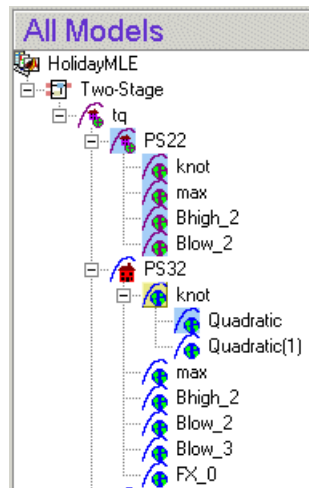 All Models
HolidayMLE
Two-Stage
tq
PS22
knot
max
Bhigh_2
Blow_2
PS32
knot
Quadratic
Quadratic(1)
max
Bhigh_2
Blow_2
Blow_3
FX_0